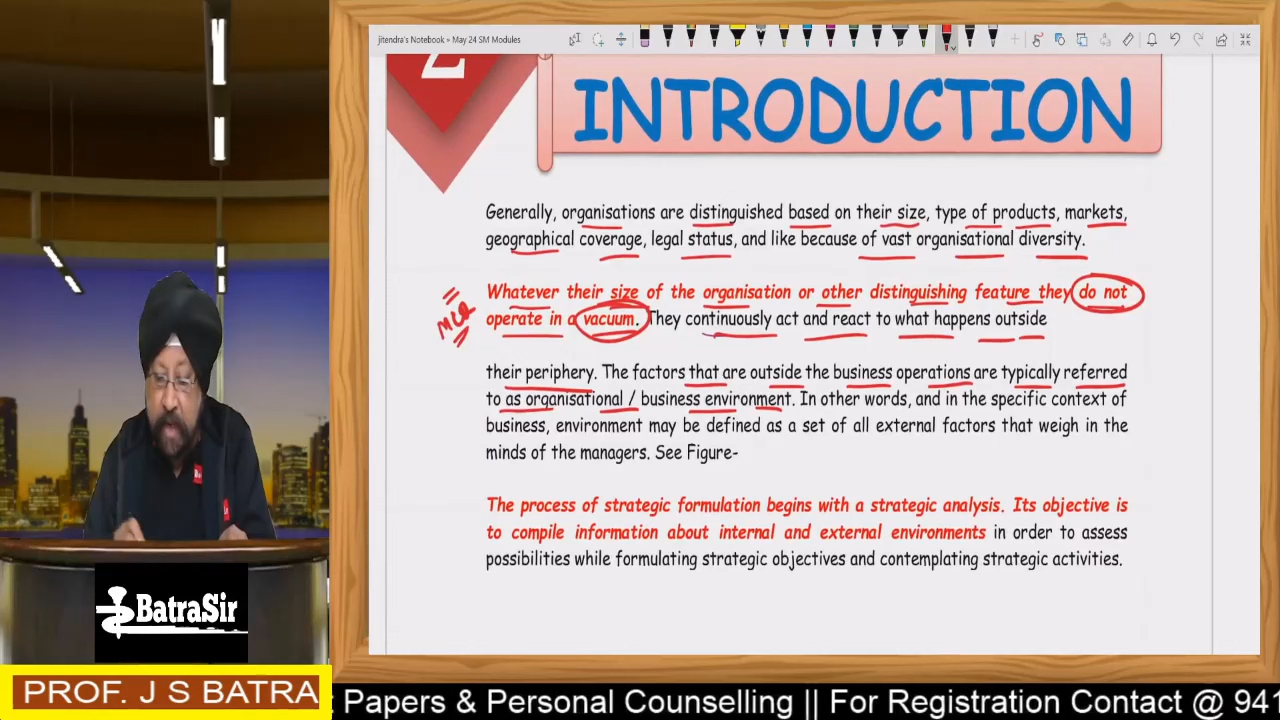 jitendra's Notebook » May 24 SM Modules
2
INTRODUCTION
Generally, organisations are distinguished based on their size, type of products, markets,
geographical coverage, legal status, and like because of vast organisational diversity.
Whatever their size of the organisation or other distinguishing feature they do not
operate in a vacuum. They continuously act and react to what happens outside
MCQ
their periphery. The factors that are outside the business operations are typically referred
to as organisational / business environment. In other words, and in the specific context of
business, environment may be defined as a set of all external factors that weigh in the
minds of the managers. See Figure-
The process of strategic formulation begins with a strategic analysis. Its objective is
to compile information about internal and external environments in order to assess
possibilities while formulating strategic objectives and contemplating strategic activities.
BatraSir
PROF. J S BATRA
Papers & Personal Counselling || For Registration Contact @ 941